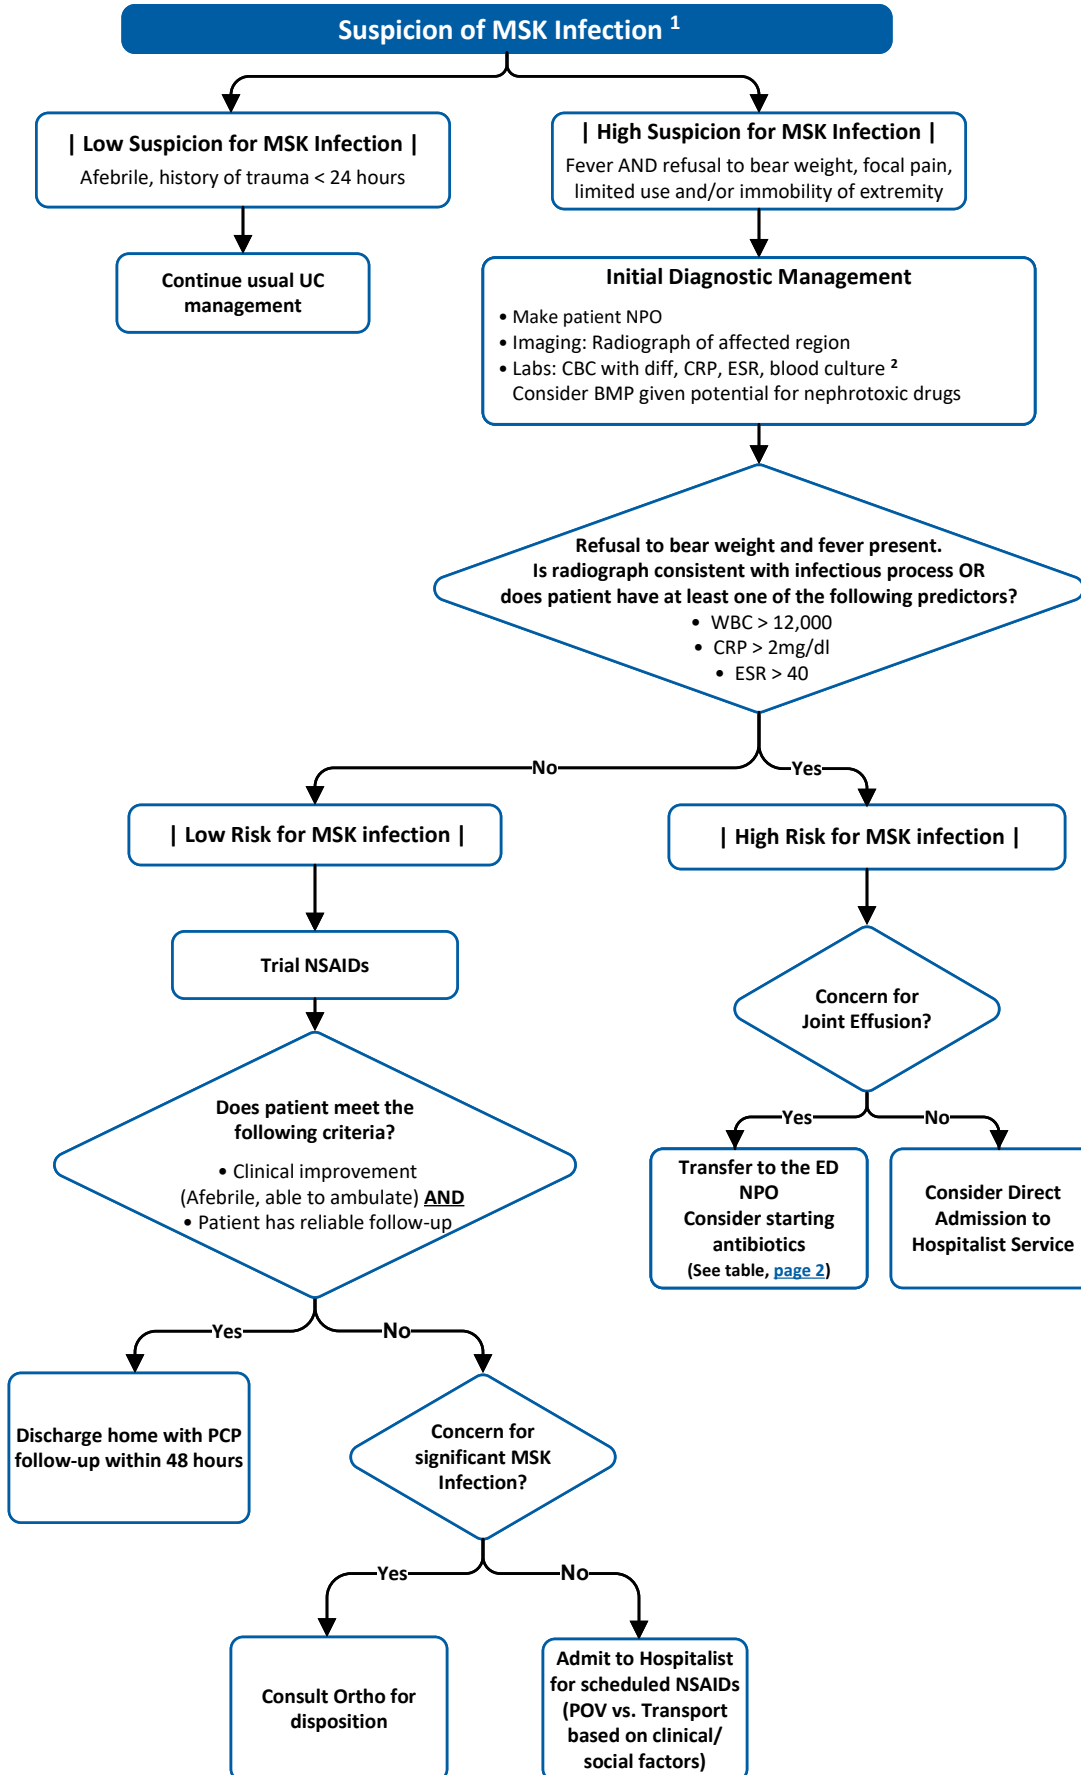 Suspicion of MSK Infection 1
| Low Suspicion for MSK Infection |
Afebrile, history of trauma < 24 hours
| High Suspicion for MSK Infection |
Fever AND refusal to bear weight, focal pain,
limited use and/or immobility of extremity
Continue usual UC
management
Initial Diagnostic Management
• Make patient NPO
• Imaging: Radiograph of affected region
• Labs: CBC with diff, CRP, ESR, blood culture 2
Consider BMP given potential for nephrotoxic drugs
Refusal to bear weight and fever present.
Is radiograph consistent with infectious process OR
does patient have at least one of the following predictors?
• WBC > 12,000
• CRP > 2mg/dl
• ESR > 40
No
Yes
| Low Risk for MSK infection |
| High Risk for MSK infection |
Trial NSAIDs
Concern for
Joint Effusion?
Does patient meet the
following criteria?
• Clinical improvement
(Afebrile, able to ambulate) AND
• Patient has reliable follow-up
Yes
No
Transfer to the ED
NPO
Consider starting
antibiotics
(See table, page 2)
Consider Direct
Admission to
Hospitalist Service
Yes
No
Discharge home with PCP
follow-up within 48 hours
Concern for
significant MSK
Infection?
Yes
No
Consult Ortho for
disposition
Admit to Hospitalist
for scheduled NSAIDs
(POV vs. Transport
based on clinical/
social factors)